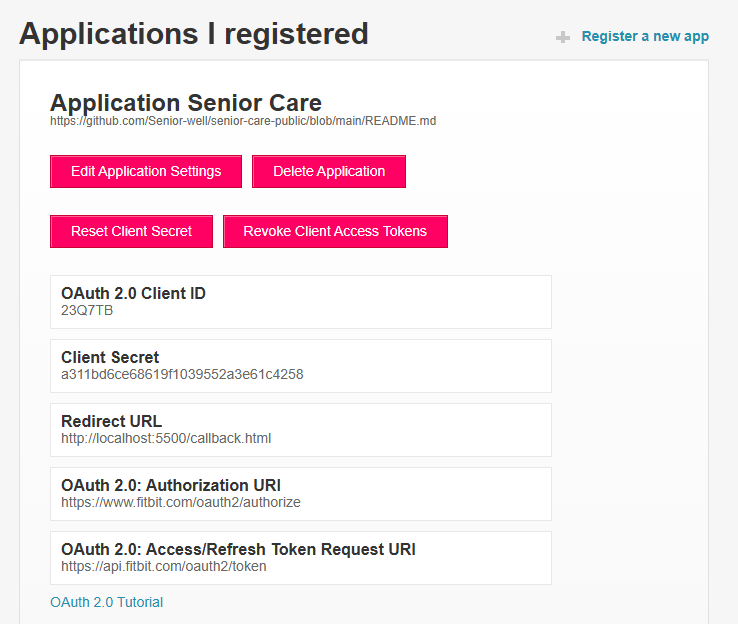 Applications I registered
Register a new app
Application Senior Care
https://github.com/Senior-well/senior-care-public/blob/main/README.md
Edit Application Settings
Delete Application
Reset Client Secret
Revoke Client Access Tokens
OAuth 2.0 Client ID
23Q7TB
Client Secret
a311bd6ce68619f1039552a3e61c4258
Redirect URL
http://localhost:5500/callback.html
OAuth 2.0: Authorization URI
https://www.fitbit.com/oauth2/authorize
OAuth 2.0: Access/Refresh Token Request URI
https://api.fitbit.com/oauth2/token
OAuth 2.0 Tutorial